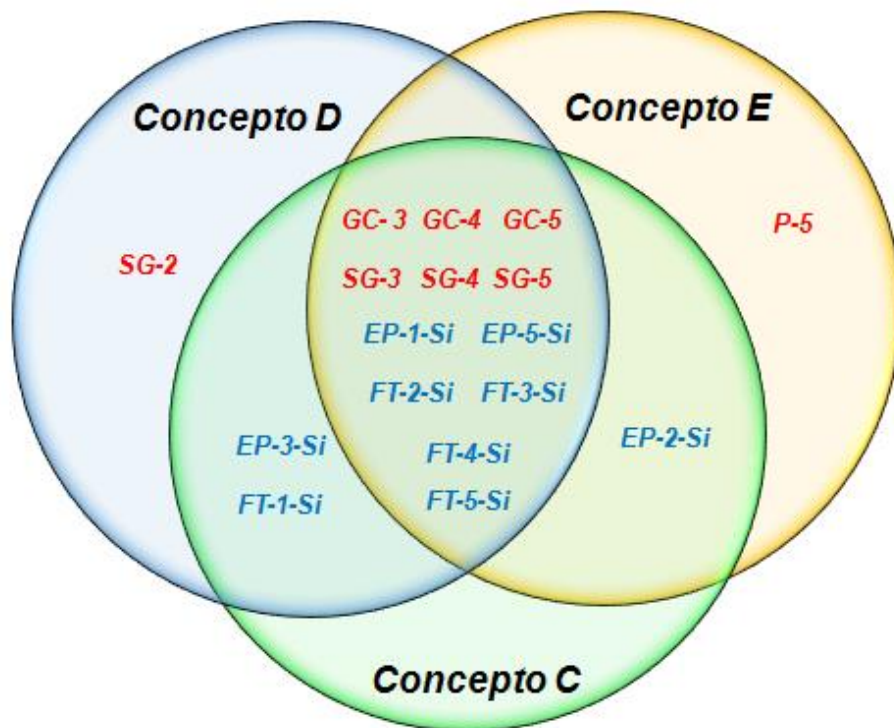 Concepto D
Concepto E
GC- 3 GC-4 GC-5
P-5
SG-2
SG-3 SG-4 SG-5
EP-1-Si EP-5-Si
FT-2-Si FT-3-Si
EP-3-Si
FT-4-Si
EP-2-Si
FT-1-Si
FT-5-Si
Concepto C